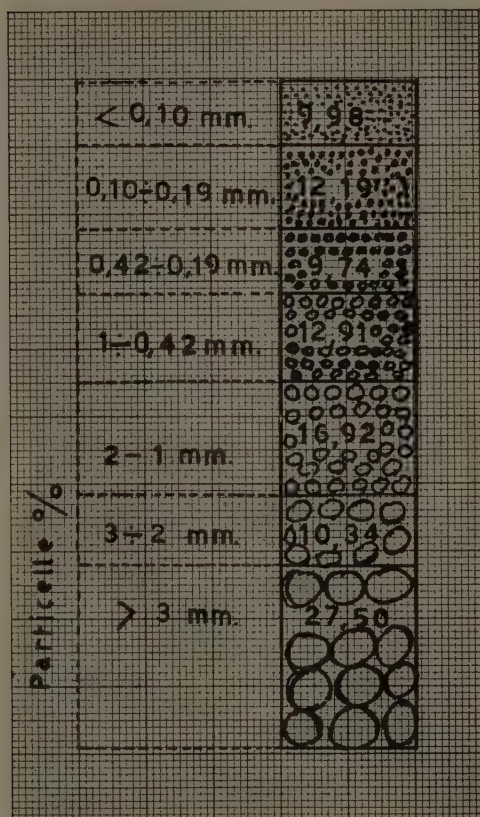 < 0,10 mm. 9,98
0,10÷0,19 mm. 12,19
0,42÷0,19 mm. 9,74
1÷0,42 mm. 12,91
2÷1 mm. 16,92
3÷2 mm. 10,34
> 3 mm. 27,50
Particelle %